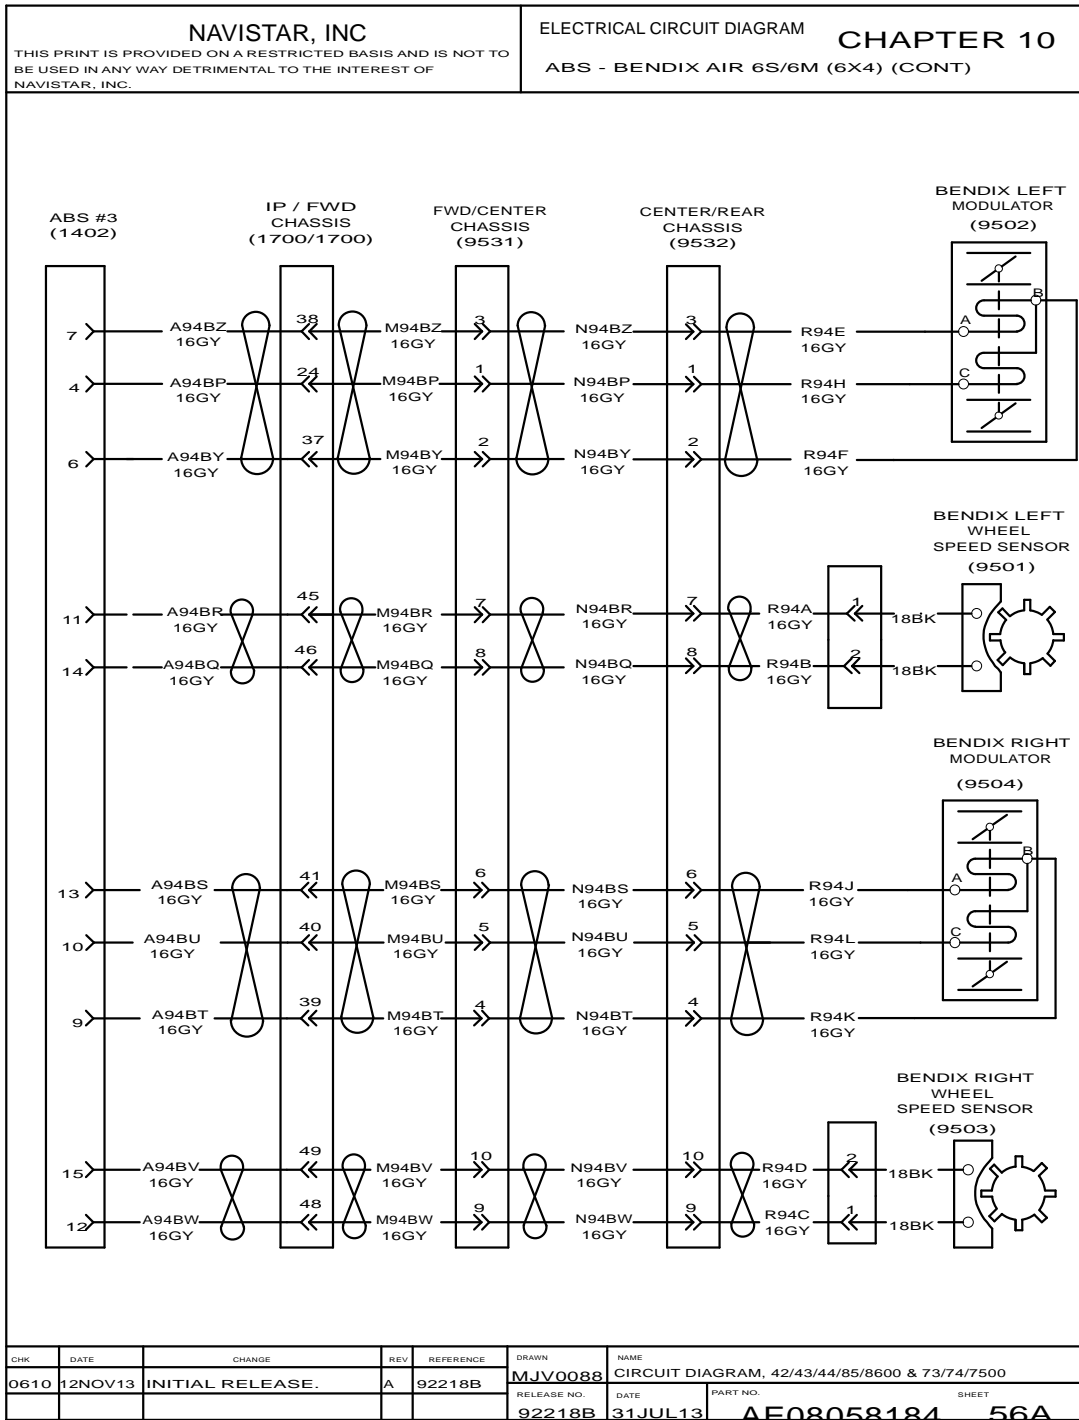 NAVISTAR, INC
THIS PRINT IS PROVIDED ON A RESTRICTED BASIS AND IS NOT TO
BE USED IN ANY WAY DETRIMENTAL TO THE INTEREST OF
NAVISTAR, INC.
ELECTRICAL CIRCUIT DIAGRAM
CHAPTER 10
ABS - BENDIX AIR 6S/6M (6X4) (CONT)
ABS #3
(1402)
IP / FWD
CHASSIS
(1700/1700)
FWD/CENTER
CHASSIS
(9531)
CENTER/REAR
CHASSIS
(9532)
BENDIX LEFT
MODULATOR
(9502)
B
7 A94BZ 38 M94BZ 3 N94BZ 3 R94E A
16GY 16GY 16GY 16GY
4 A94BP 24 M94BP 1 N94BP 1 R94H C
16GY 16GY 16GY 16GY
6 A94BY 37 M94BY 2 N94BY 2 R94F
16GY 16GY 16GY 16GY
BENDIX LEFT
WHEEL
SPEED SENSOR
(9501)
11 A94BR 45 M94BR 7 N94BR 7 R94A 1 18BK
16GY 16GY 16GY 16GY
14 A94BQ 46 M94BQ 8 N94BQ 8 R94B 2 18BK
16GY 16GY 16GY 16GY
BENDIX RIGHT
MODULATOR
(9504)
B
13 A94BS 41 M94BS 6 N94BS 6 R94J A
16GY 16GY 16GY 16GY
10 A94BU 40 M94BU 5 N94BU 5 R94L C
16GY 16GY 16GY 16GY
9 A94BT 39 M94BT 4 N94BT 4 R94K
16GY 16GY 16GY 16GY
BENDIX RIGHT
WHEEL
SPEED SENSOR
(9503)
15 A94BV 49 M94BV 10 N94BV 10 R94D 2 18BK
16GY 16GY 16GY 16GY
12 A94BW 48 M94BW 9 N94BW 9 R94C 1 18BK
16GY 16GY 16GY 16GY
CHK DATE CHANGE REV REFERENCE
0610 12NOV13 INITIAL RELEASE. A 92218B
DRAWN NAME
MJV0088 CIRCUIT DIAGRAM, 42/43/44/85/8600 & 73/74/7500
RELEASE NO. DATE PART NO. SHEET
92218B 31JUL13 AE08058184 56A